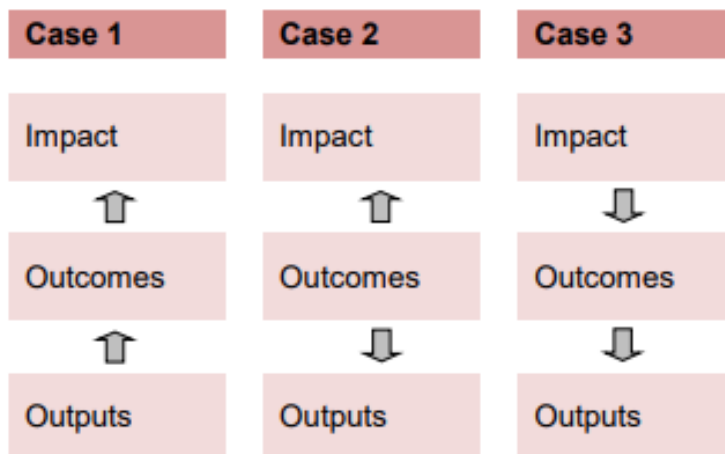 Case 1
Case 2
Case 3
Impact
Impact
Impact
Outcomes
Outcomes
Outcomes
Outputs
Outputs
Outputs